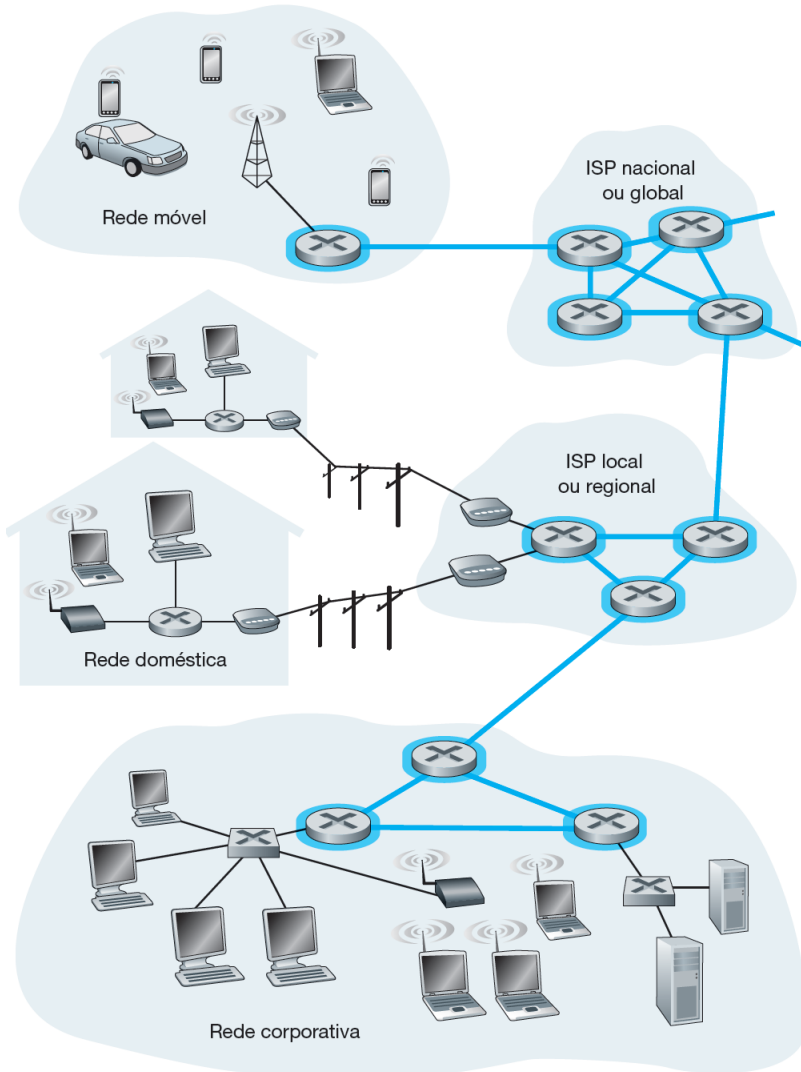 Rede móvel
ISP nacional
ou global
ISP local
ou regional
Rede doméstica
Rede corporativa